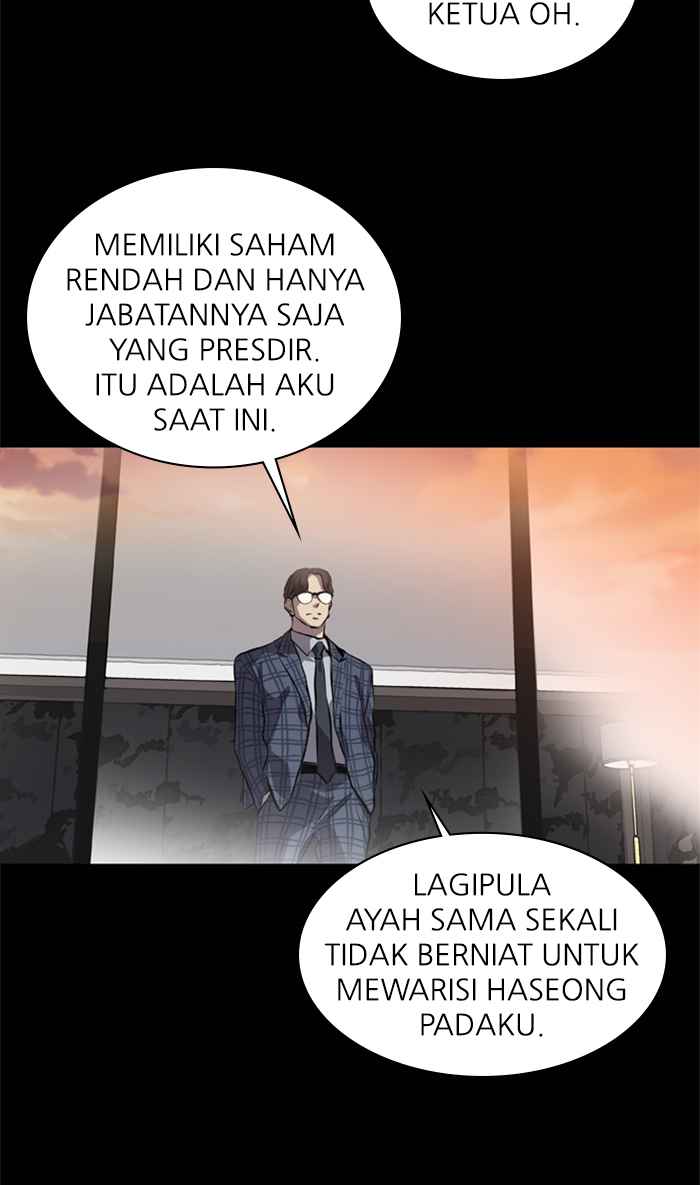 KETUA OH.
MEMILIKI SAHAM
RENDAH DAN HANYA
JABATANNYA SAJA
YANG PRESDIR.
ITU ADALAH AKU
SAAT INI.
LAGIPULA
AYAH SAMA SEKALI
TIDAK BERNIAT UNTUK
MEWARISI HASEONG
PADAKU.